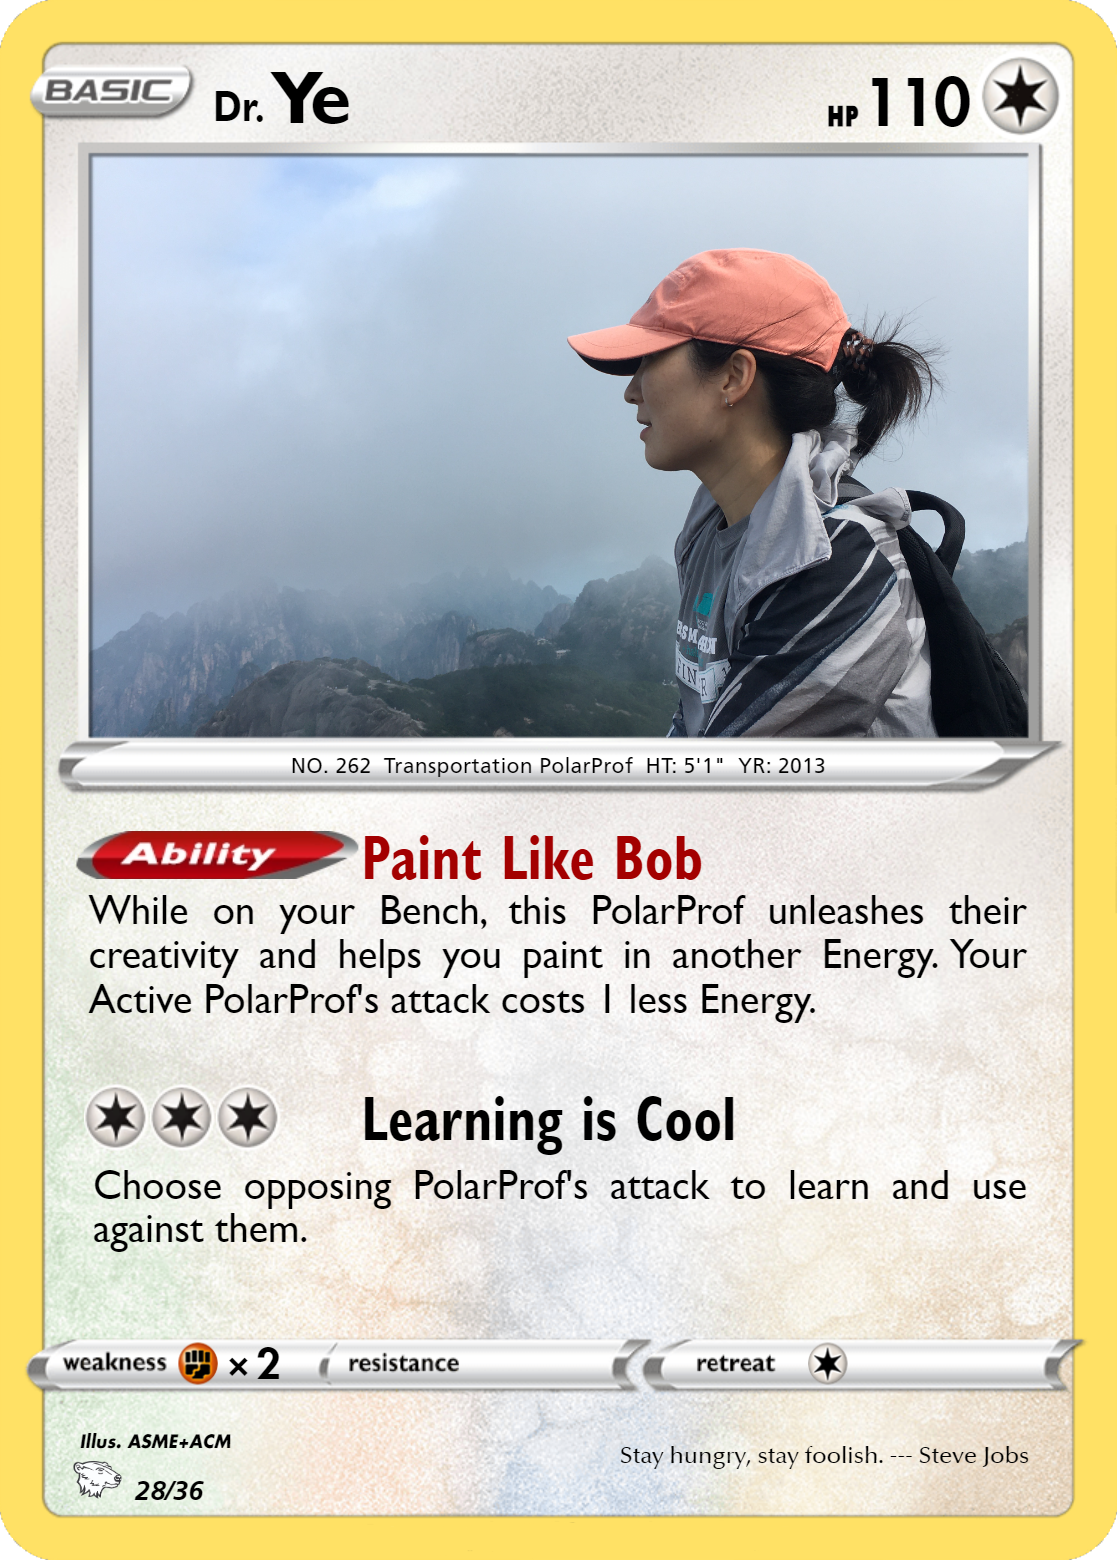 BASIC Dr. Ye HP 110
NO. 262 Transportation PolarProf HT: 5'1" YR: 2013
Ability Paint Like Bob
While on your Bench, this PolarProf unleashes their
creativity and helps you paint in another Energy. Your
Active PolarProf's attack costs 1 less Energy.
Learning is Cool
Choose opposing PolarProf's attack to learn and use
against them.
weakness × 2 resistance retreat
Illus. ASME+ACM
Stay hungry, stay foolish. --- Steve Jobs
28/36